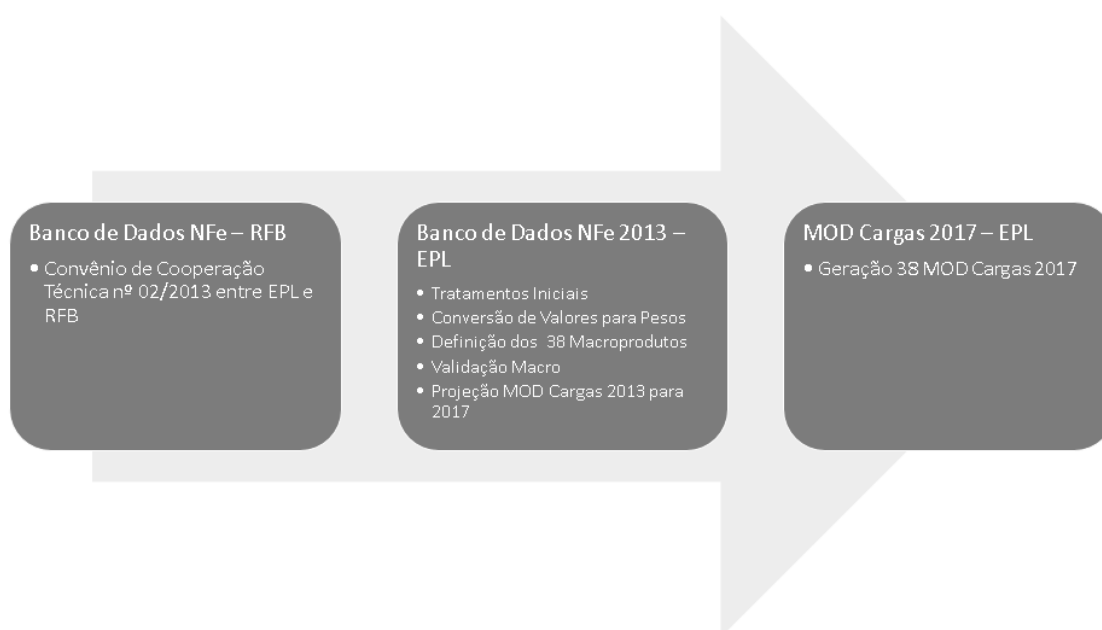 Banco de Dados NFe – RFB
• Convênio de Cooperação
Técnica nº 02/2013 entre EPL e
RFB
Banco de Dados NFe 2013 –
EPL
• Tratamentos Iniciais
• Conversão de Valores para Pesos
• Definição dos 38 Macroprodutos
• Validação Macro
• Projeção MOD Cargas 2013 para
2017
MOD Cargas 2017 – EPL
• Geração 38 MOD Cargas 2017